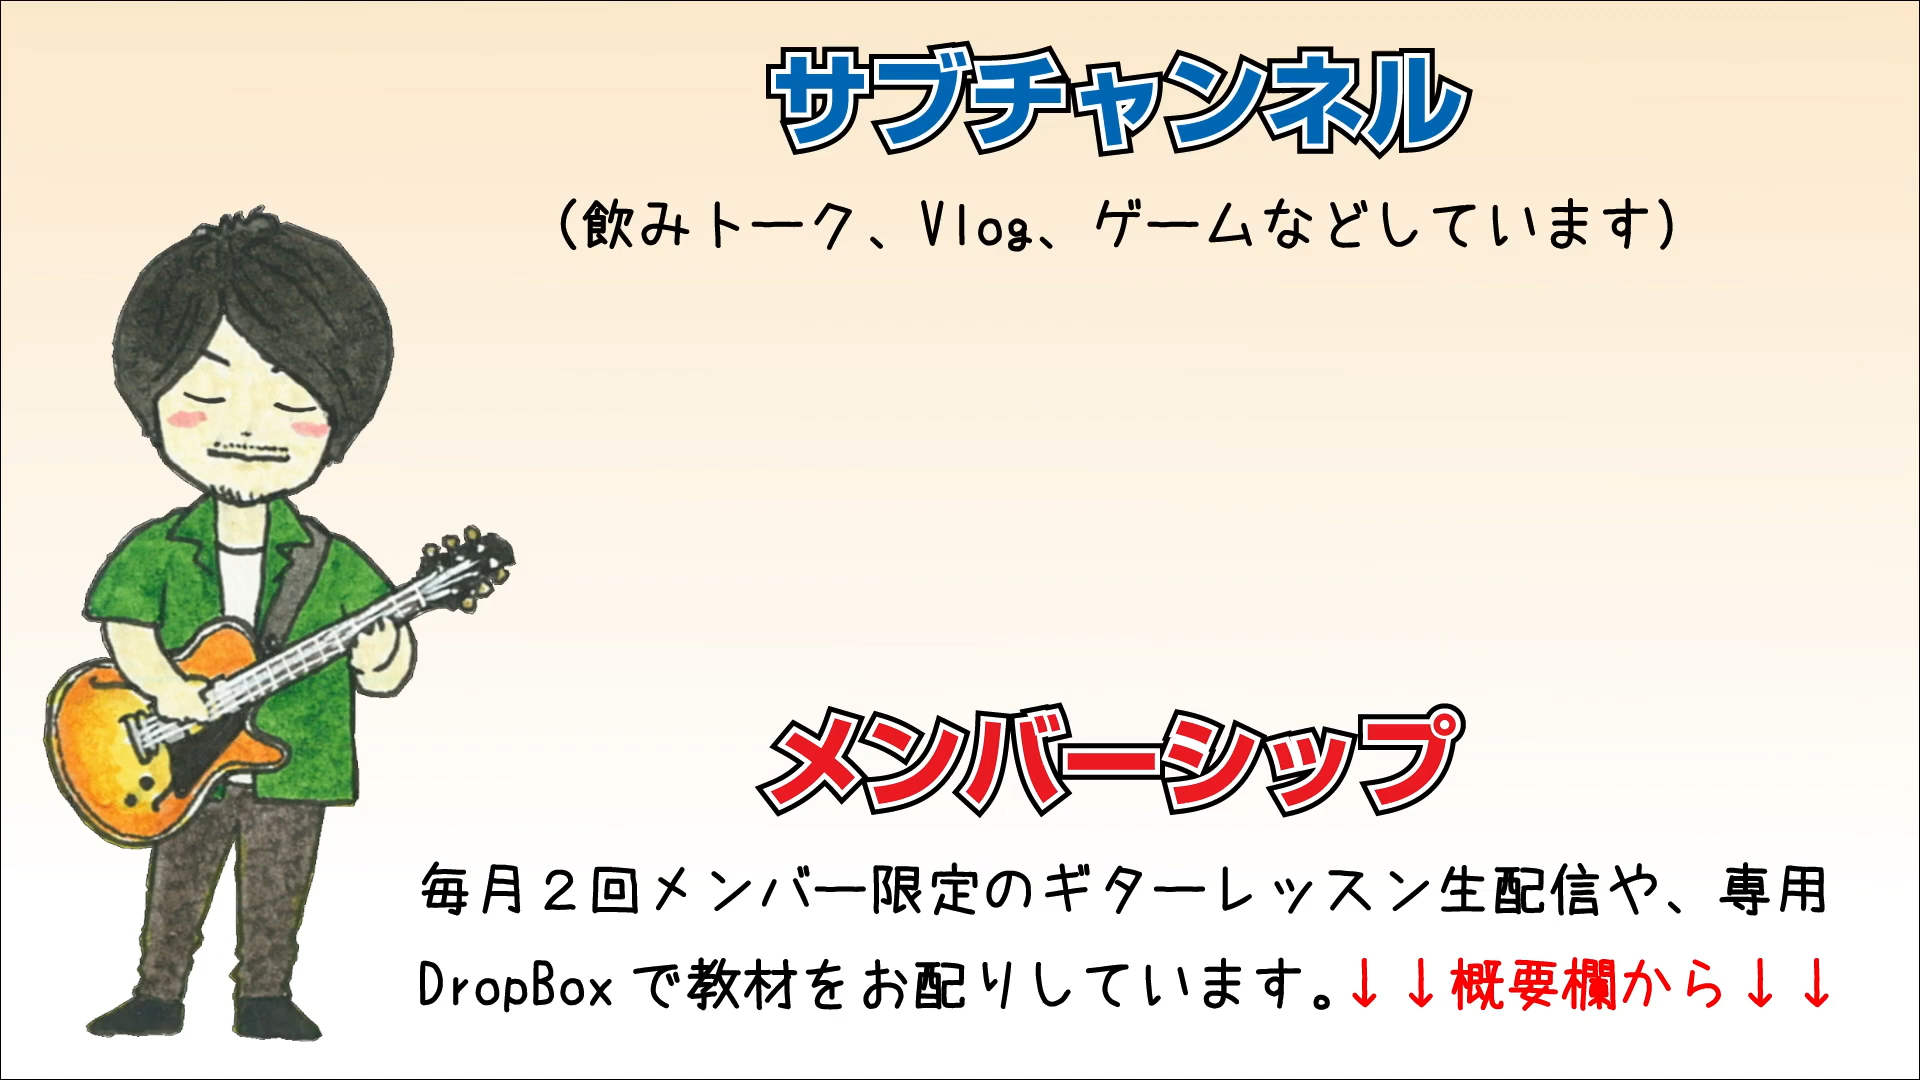 サブチャンネル
(飲みトーク、Vlog、ゲームなどしています)
メンバーシップ
毎月２回メンバー限定のギターレッスン生配信や、専用
DropBoxで教材をお配りしています。↓↓概要欄から↓↓